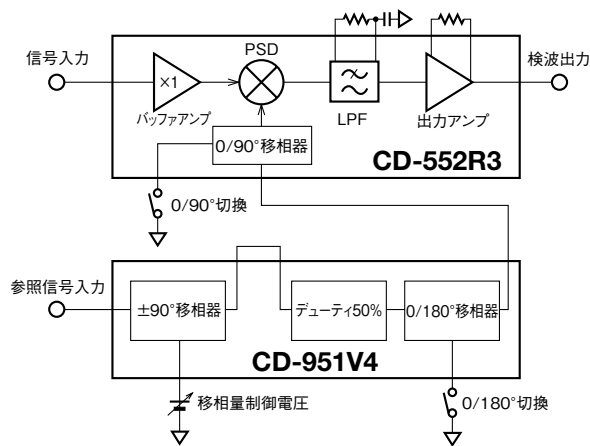 信号入力
PSD
検波出力
×1
バッファアンプ
LPF
出力アンプ
0/90°移相器
CD-552R3
0/90°切換
参照信号入力
±90°移相器
デューティ50%
0/180°移相器
CD-951V4
移相量制御電圧
0/180°切換